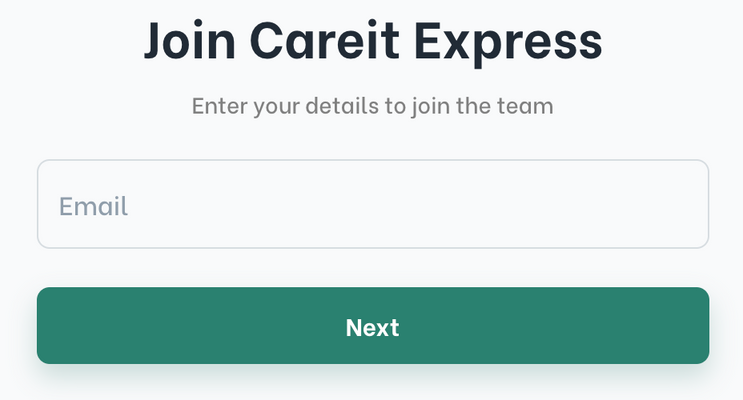 Join Careit Express
Enter your details to join the team
Email
Next